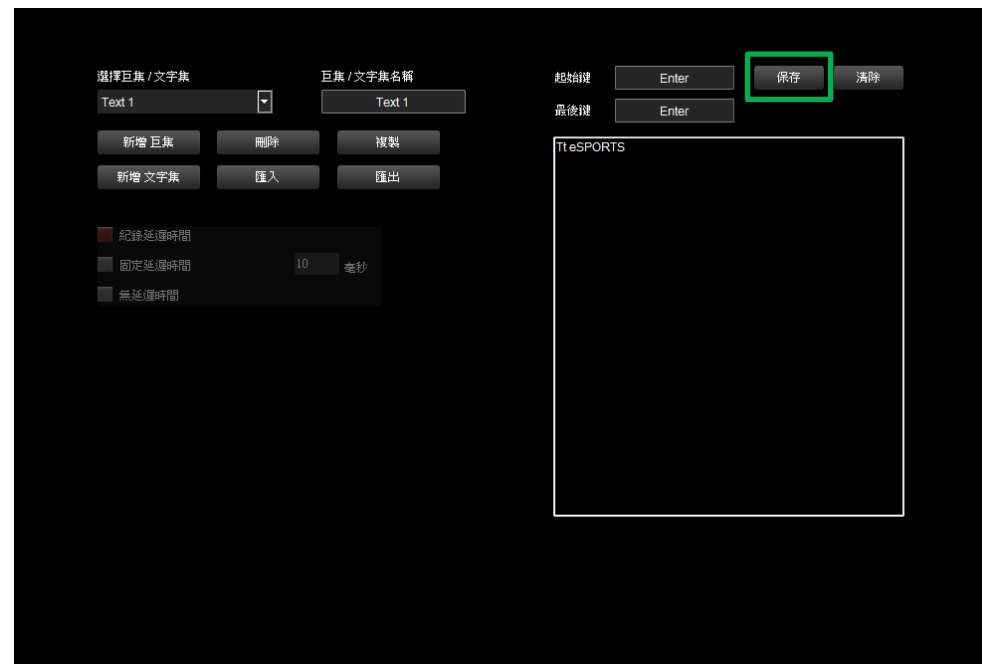 選擇巨集 / 文字集
巨集 / 文字集名稱
Text 1
Text 1
新增 巨集
刪除
複製
新增 文字集
匯入
匯出
紀錄延遲時間
固定延遲時間
10
毫秒
無延遲時間
起始鍵
Enter
保存
清除
最後鍵
Enter
Tt eSPORTS